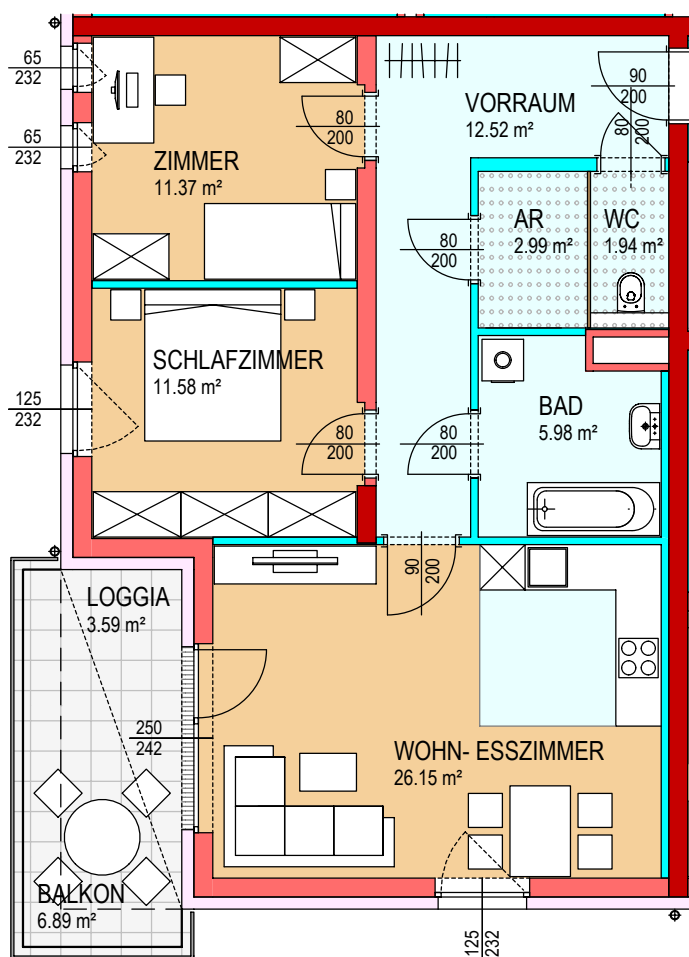 65
232
65
232
ZIMMER
11.37 m²
80
200
VORRAUM
12.52 m²
90
200
80
200
AR
2.99 m²
WC
1.94 m²
80
200
SCHLAFZIMMER
11.58 m²
125
232
80
200
80
200
BAD
5.98 m²
90
200
LOGGIA
3.59 m²
250
242
WOHN- ESSZIMMER
26.15 m²
BALKON
6.89 m²
125
232